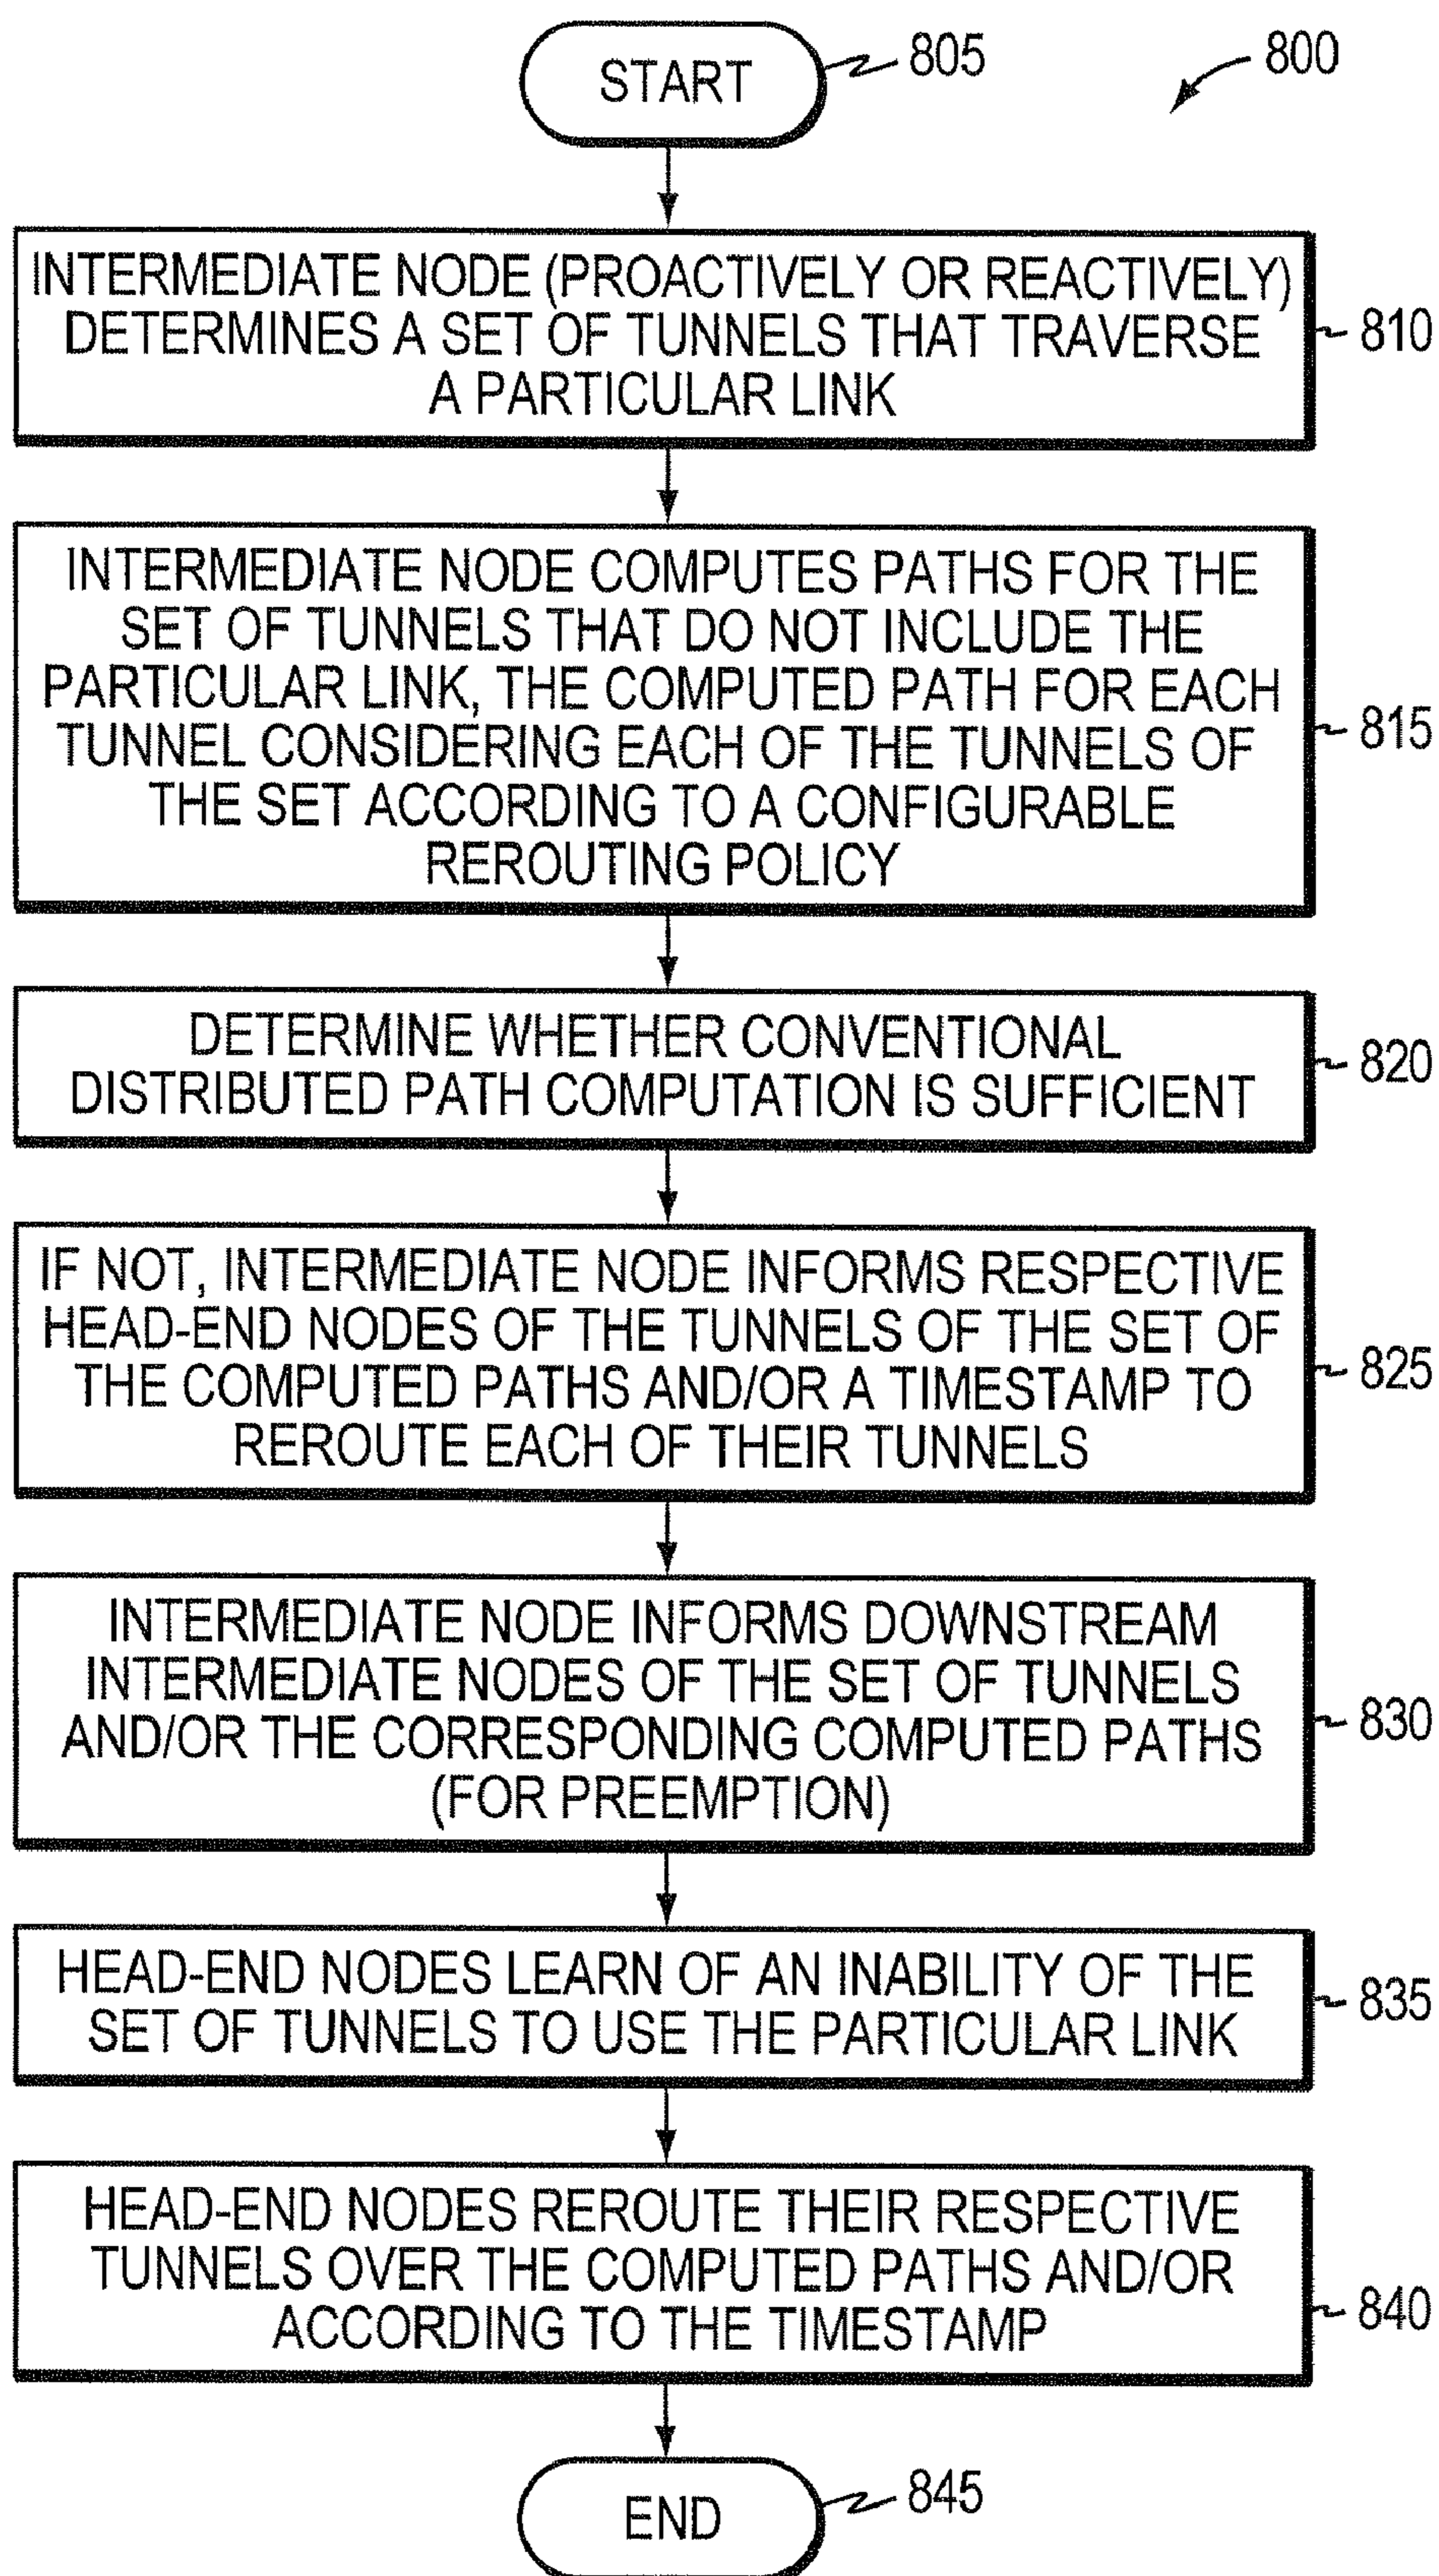 START
805
800
INTERMEDIATE NODE (PROACTIVELY OR REACTIVELY)
DETERMINES A SET OF TUNNELS THAT TRAVERSE
A PARTICULAR LINK
810
INTERMEDIATE NODE COMPUTES PATHS FOR THE
SET OF TUNNELS THAT DO NOT INCLUDE THE
PARTICULAR LINK, THE COMPUTED PATH FOR EACH
TUNNEL CONSIDERING EACH OF THE TUNNELS OF
THE SET ACCORDING TO A CONFIGURABLE
REROUTING POLICY
815
DETERMINE WHETHER CONVENTIONAL
DISTRIBUTED PATH COMPUTATION IS SUFFICIENT
820
IF NOT, INTERMEDIATE NODE INFORMS RESPECTIVE
HEAD-END NODES OF THE TUNNELS OF THE SET OF
THE COMPUTED PATHS AND/OR A TIMESTAMP TO
REROUTE EACH OF THEIR TUNNELS
825
INTERMEDIATE NODE INFORMS DOWNSTREAM
INTERMEDIATE NODES OF THE SET OF TUNNELS
AND/OR THE CORRESPONDING COMPUTED PATHS
(FOR PREEMPTION)
830
HEAD-END NODES LEARN OF AN INABILITY OF THE
SET OF TUNNELS TO USE THE PARTICULAR LINK
835
HEAD-END NODES REROUTE THEIR RESPECTIVE
TUNNELS OVER THE COMPUTED PATHS AND/OR
ACCORDING TO THE TIMESTAMP
840
END
845